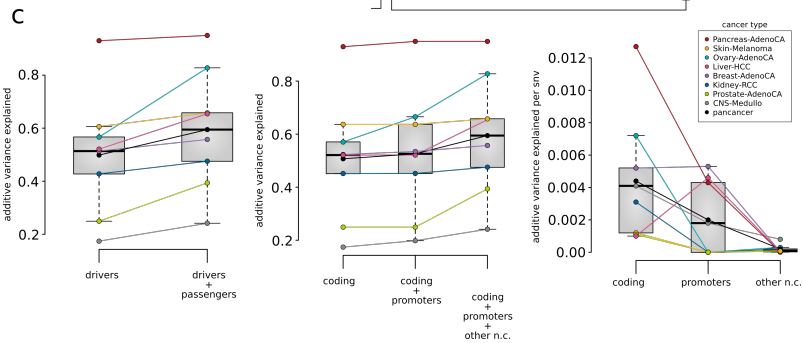 C
additive variance explained
0.8
0.6
0.4
0.2
drivers
drivers
+
passengers
additive variance explained
0.8
0.6
0.4
0.2
coding
coding
+
promoters
coding
+
promoters
+
other n.c.
additive variance explained per snv
0.012
0.010
0.008
0.006
0.004
0.002
0.00
coding
promoters
other n.c.
cancer type
Pancreas-AdenoCA
Skin-Melanoma
Ovary-AdenoCA
Liver-HCC
Breast-AdenoCA
Kidney-RCC
Prostate-AdenoCA
CNS-Medullo
pancancer